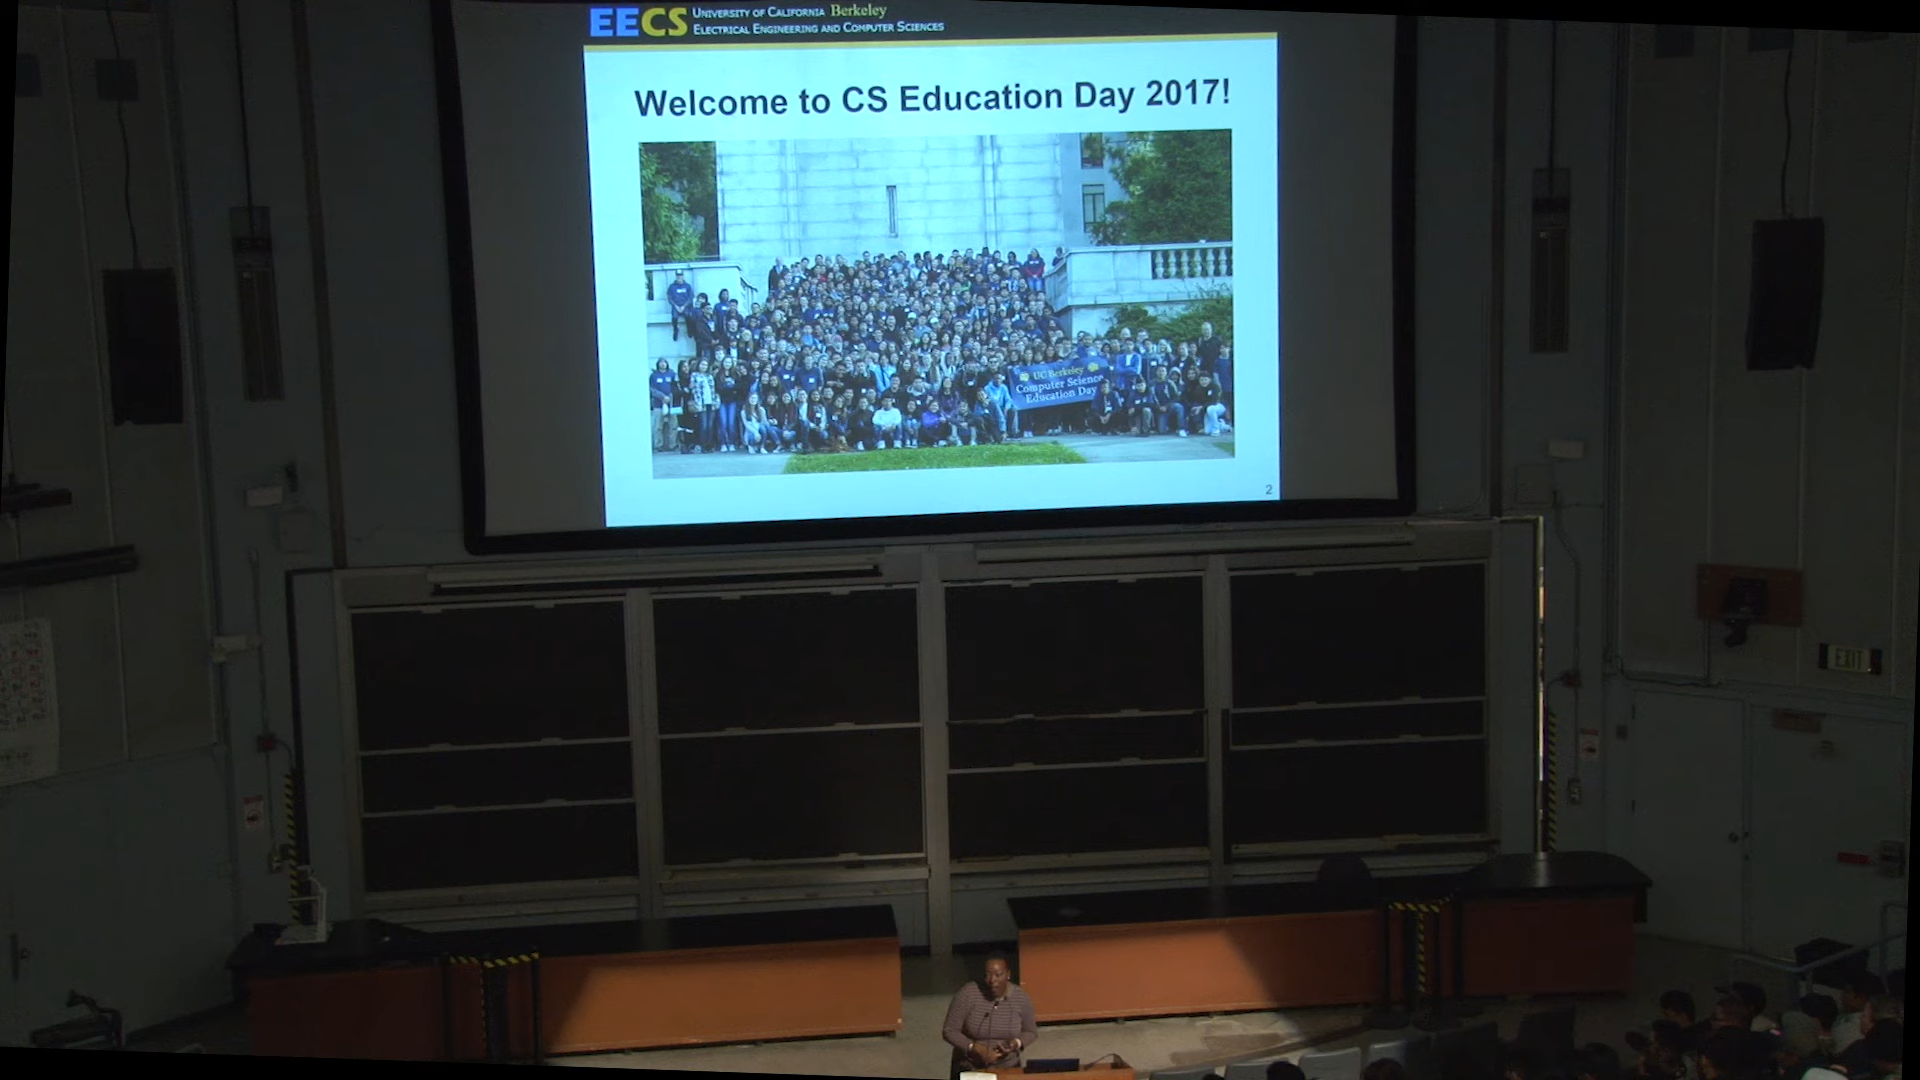 EECS
UNIVERSITY OF CALIFORNIA Berkeley
ELECTRICAL ENGINEERING AND COMPUTER SCIENCES
Welcome to CS Education Day 2017!
UC Berkeley
Computer Science
Education Day
2
EXIT